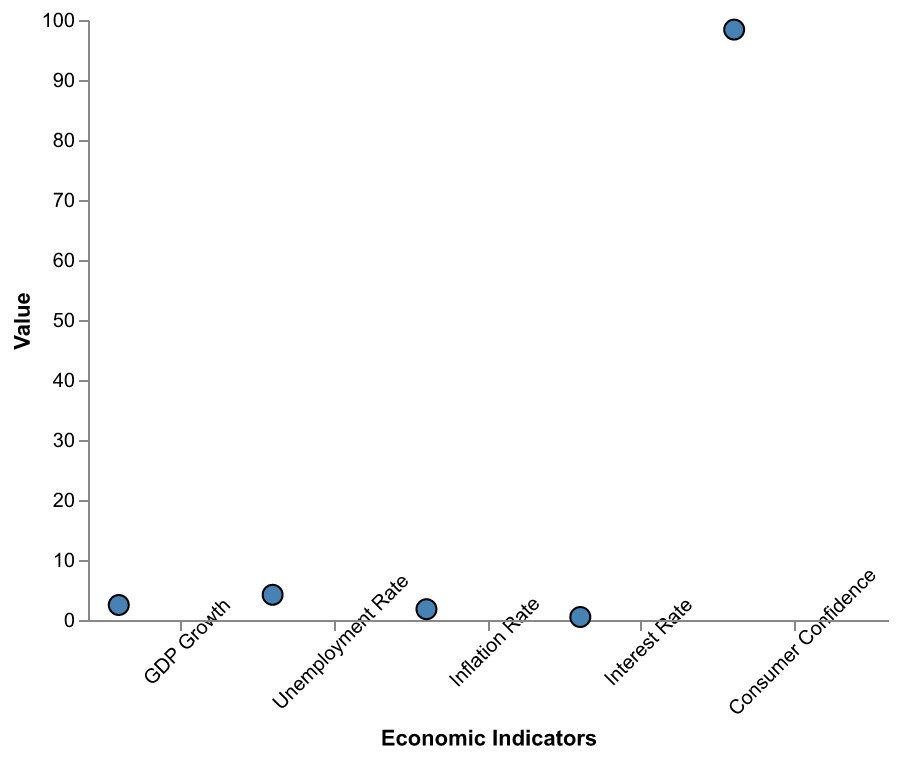 100
90
80
70
60
50
40
30
20
10
0
Value
GDP Growth
Unemployment Rate
Inflation Rate
Interest Rate
Consumer Confidence
Economic Indicators